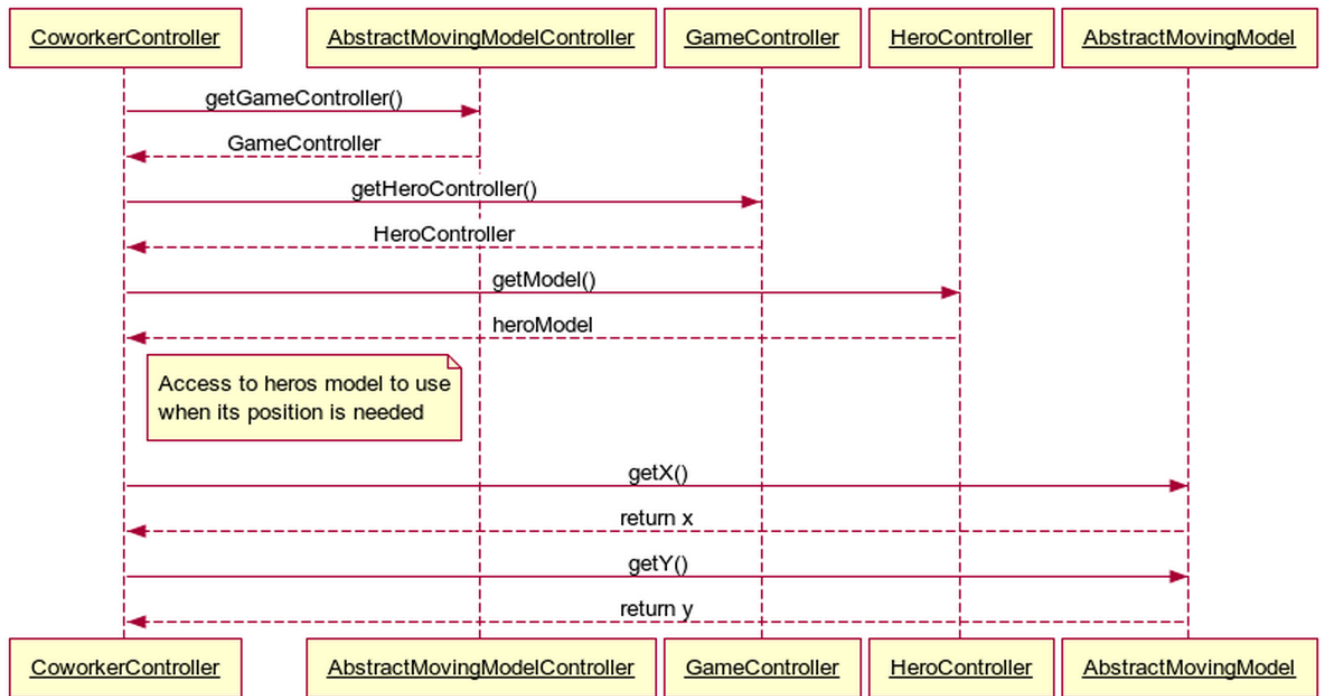 CoworkerController
AbstractMovingModelController
GameController
HeroController
AbstractMovingModel
getGameController()
GameController
getHeroController()
HeroController
getModel()
heroModel
Access to heros model to use
when its position is needed
getX()
return x
getY()
return y
CoworkerController
AbstractMovingModelController
GameController
HeroController
AbstractMovingModel